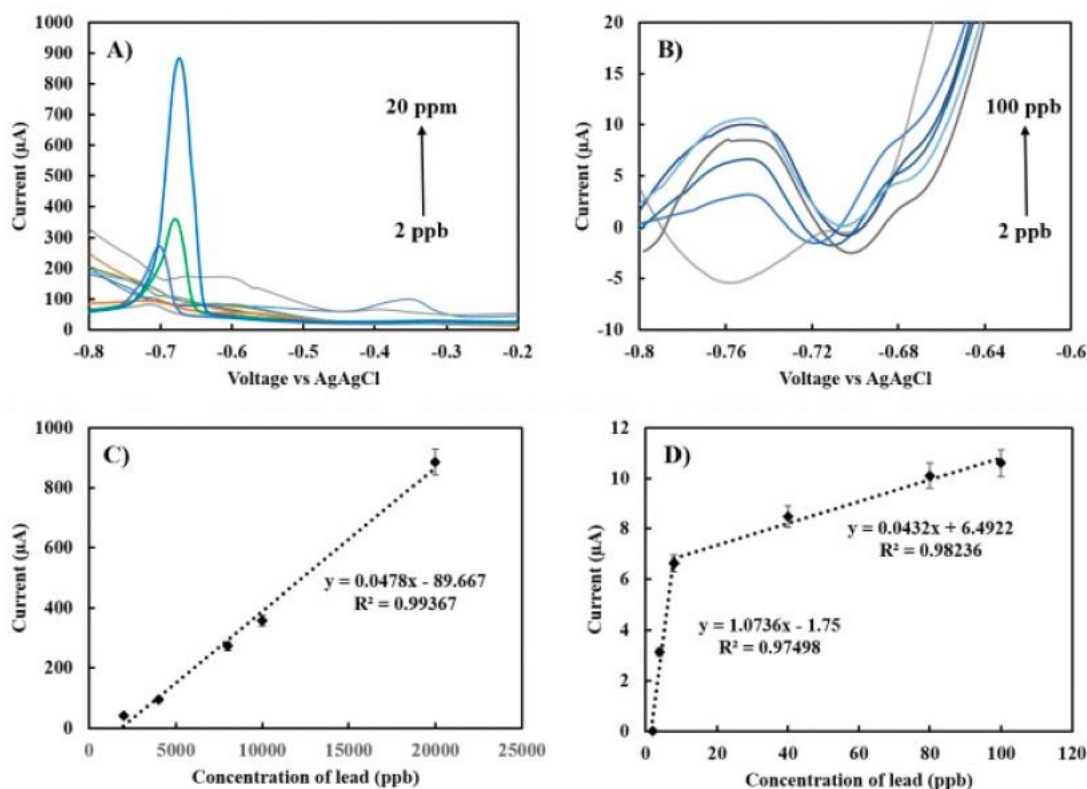 A)
1000
900
800
700
600
500
400
300
200
100
0
Current (µA)
20 ppm
2 ppb
-0.8
-0.7
-0.6
-0.5
-0.4
-0.3
-0.2
Voltage vs AgAgCl
B)
20
15
10
5
0
-5
-10
Current (µA)
100 ppb
2 ppb
-0.8
-0.76
-0.72
-0.68
-0.64
-0.6
Voltage vs AgAgCl
C)
1000
800
600
400
200
0
Current (µA)
y = 0.0478x - 89.667
R² = 0.99367
0
5000
10000
15000
20000
25000
Concentration of lead (ppb)
D)
12
10
8
6
4
2
0
Current (µA)
y = 0.0432x + 6.4922
R² = 0.98236
y = 1.0736x - 1.75
R² = 0.97498
0
20
40
60
80
100
120
Concentration of lead (ppb)